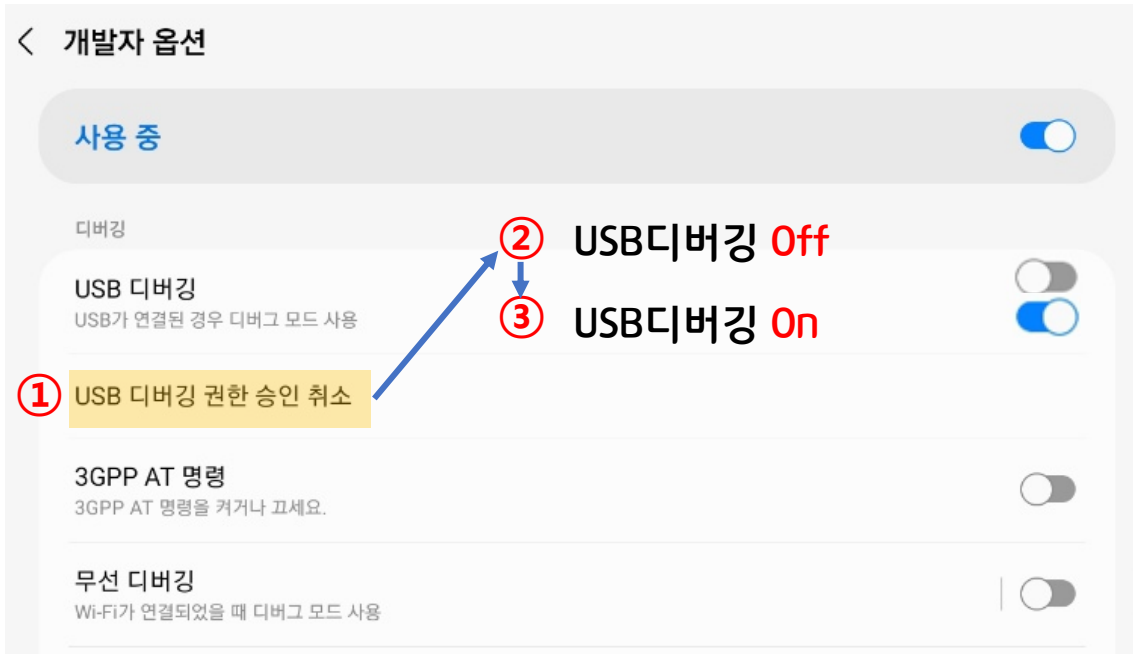 개발자 옵션
사용 중
디버깅
② USB디버깅 Off
USB 디버깅
USB가 연결된 경우 디버그 모드 사용
③ USB디버깅 On
① USB 디버깅 권한 승인 취소
3GPP AT 명령
3GPP AT 명령을 켜거나 끄세요.
무선 디버깅
Wi-Fi가 연결되었을 때 디버그 모드 사용